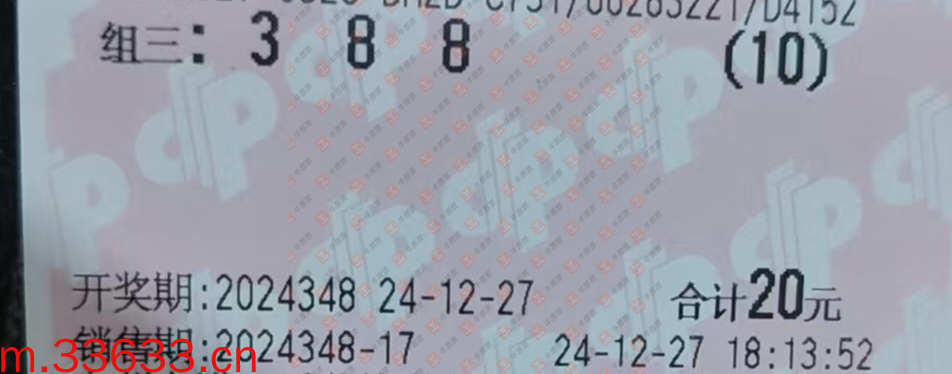 组三: 3 8 8 (10)
开奖期:2024348 24-12-27 合计20元
销售期:2024348-17 24-12-27 18:13:52
m.33633.cn